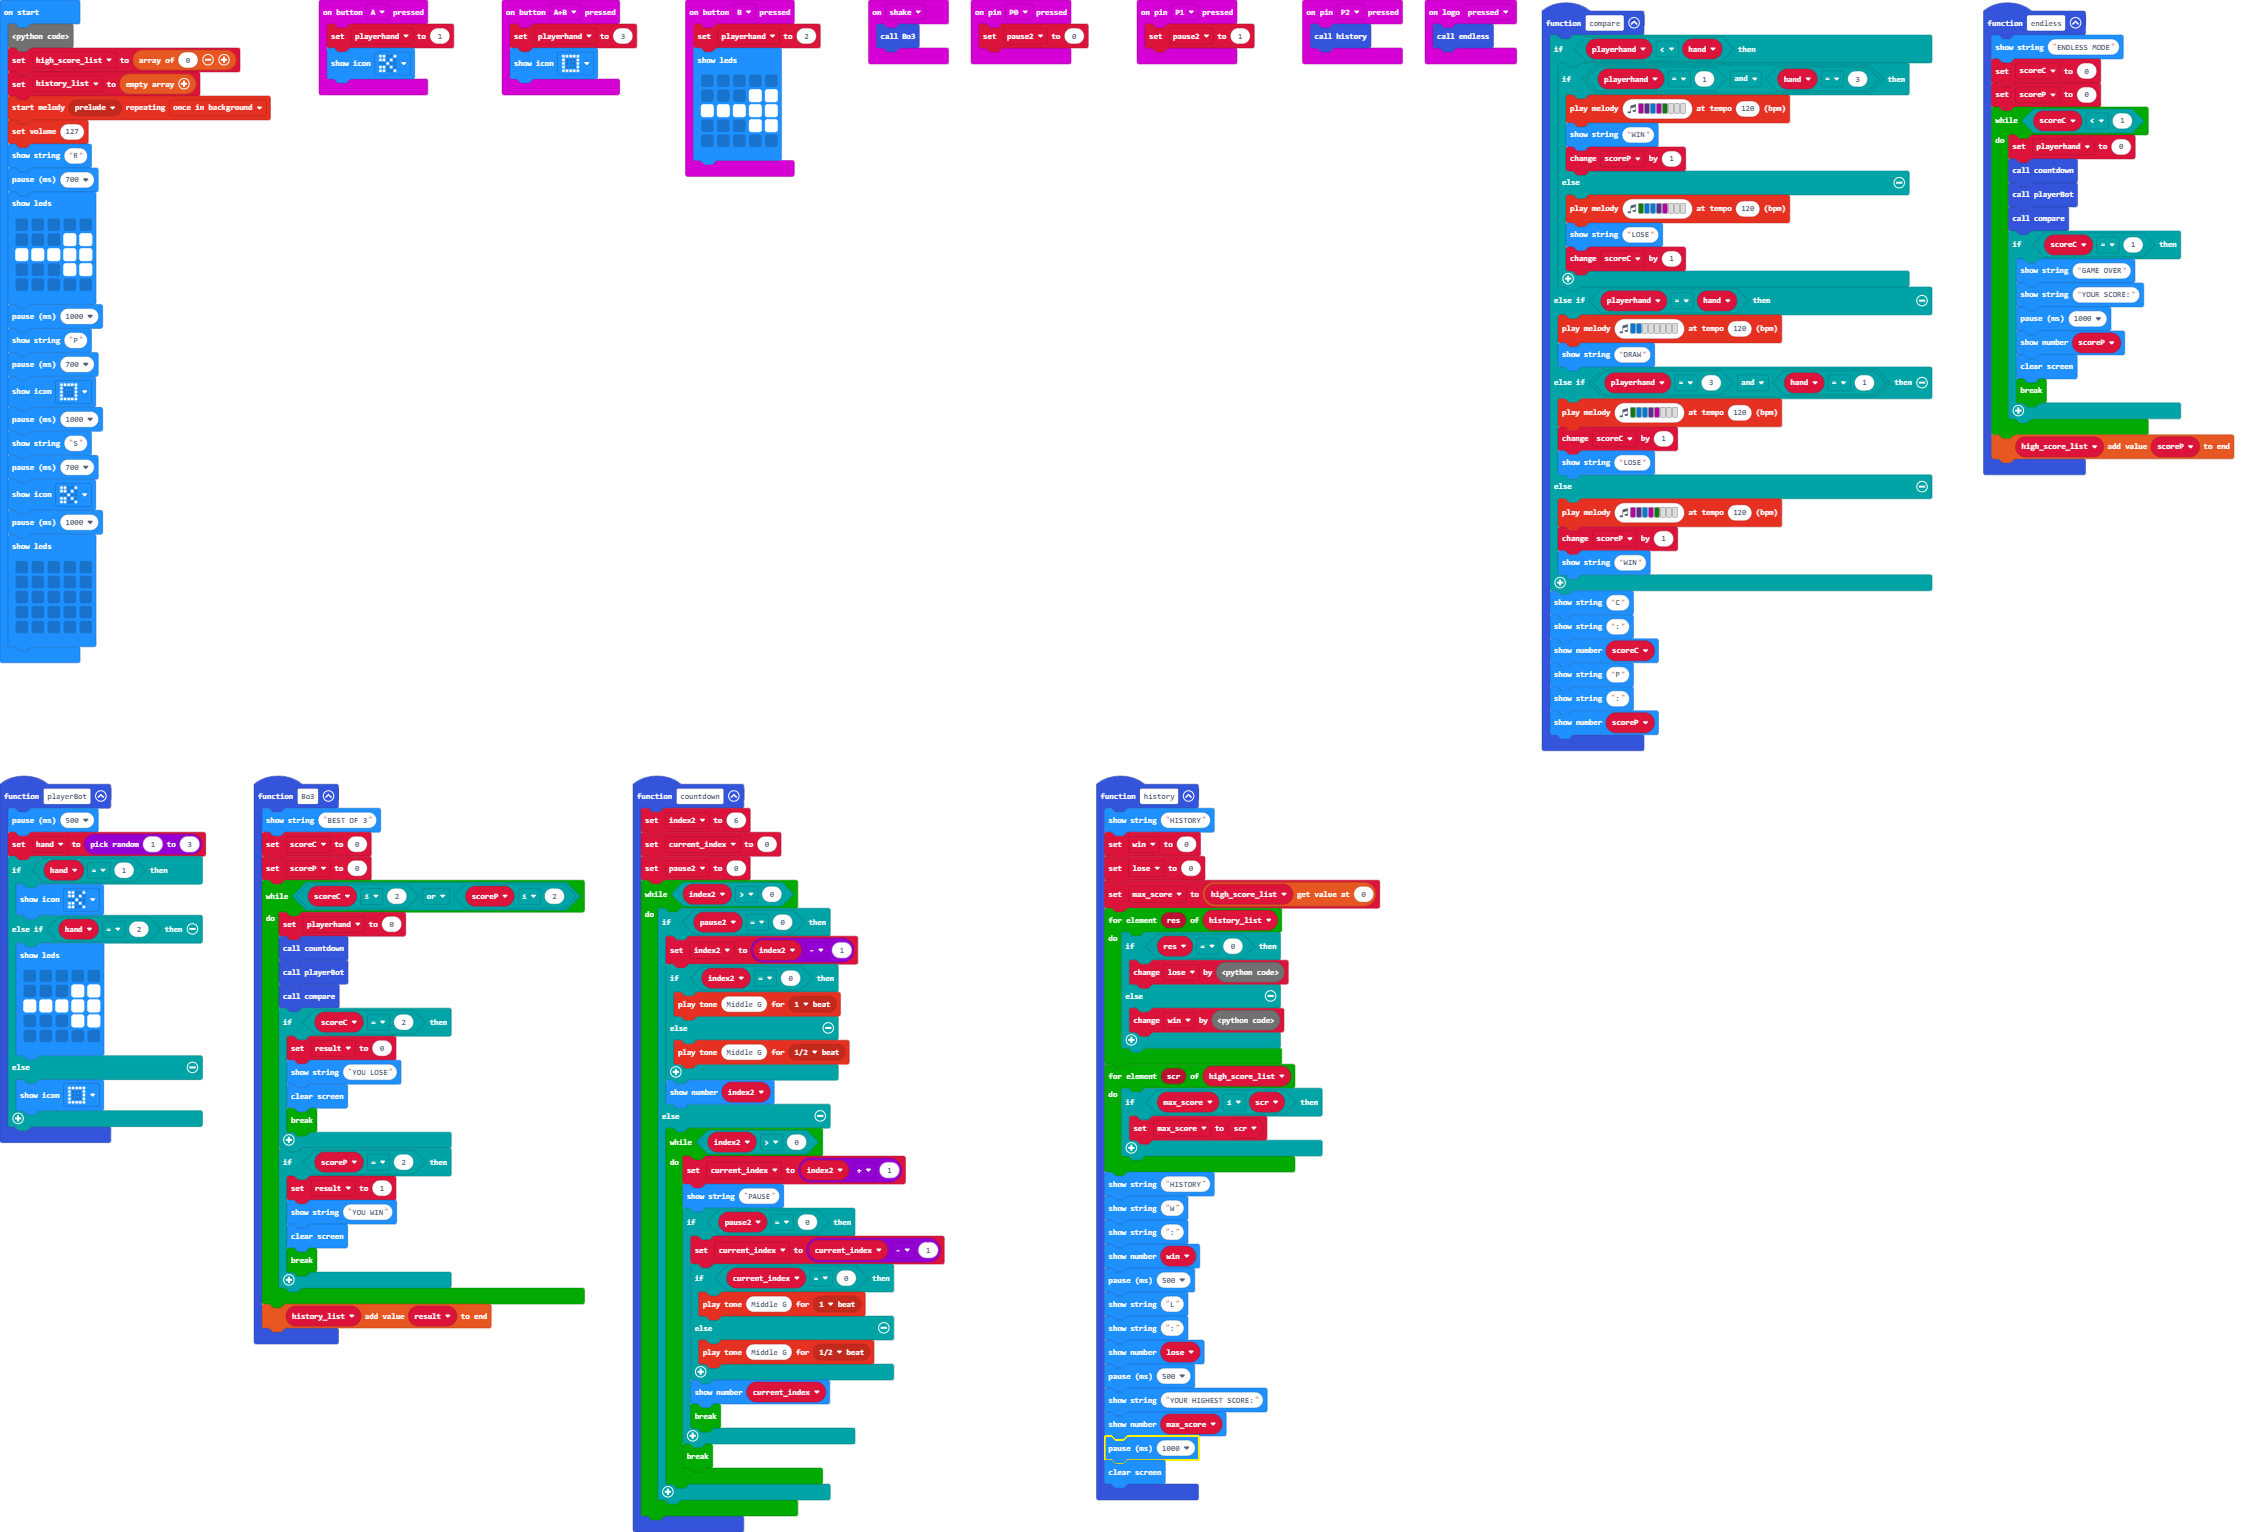 on start
<python code>
set high_score_list to array of 0
set history_list to empty array
start melody prelude repeating once in background
set volume 127
show string "R"
pause (ms) 700
show leds
pause (ms) 1000
show string "P"
pause (ms) 700
show icon
pause (ms) 1000
show string "S"
pause (ms) 700
show icon
pause (ms) 1000
show leds
on button A pressed
set playerhand to 1
show icon
on button A+B pressed
set playerhand to 3
show icon
on button B pressed
set playerhand to 2
show leds
on shake
call Bo3
on pin P0 pressed
set pause2 to 0
on pin P1 pressed
set pause2 to 1
on pin P2 pressed
call history
on logo pressed
call endless
function compare
if playerhand < hand then
if playerhand = 1 and hand = 3 then
play melody at tempo 120 (bpm)
show string "WIN"
change scoreP by 1
else
play melody at tempo 120 (bpm)
show string "LOSE"
change scoreC by 1
else if playerhand = hand then
play melody at tempo 120 (bpm)
show string "DRAW"
else if playerhand = 3 and hand = 1 then
play melody at tempo 120 (bpm)
change scoreC by 1
show string "LOSE"
else
play melody at tempo 120 (bpm)
change scoreP by 1
show string "WIN"
show string "C"
show string ":"
show number scoreC
show string "P"
show string ":"
show number scoreP
function endless
show string "ENDLESS MODE"
set scoreC to 0
set scoreP to 0
while scoreC < 1
do set playerhand to 0
call countdown
call playerBot
call compare
if scoreC = 1 then
show string "GAME OVER"
show string "YOUR SCORE:"
pause (ms) 1000
show number scoreP
clear screen
break
high_score_list add value scoreP to end
function playerBot
pause (ms) 500
set hand to pick random 1 to 3
if hand = 1 then
show icon
else if hand = 2 then
show leds
else
show icon
function Bo3
show string "BEST OF 3"
set scoreC to 0
set scoreP to 0
while scoreC ≤ 2 or scoreP ≤ 2
do set playerhand to 0
call countdown
call playerBot
call compare
if scoreC = 2 then
set result to 0
show string "YOU LOSE"
clear screen
break
if scoreP = 2 then
set result to 1
show string "YOU WIN"
clear screen
break
history_list add value result to end
function countdown
set index2 to 6
set current_index to 0
set pause2 to 0
while index2 > 0
do if pause2 = 0 then
set index2 to index2 - 1
if index2 = 0 then
play tone Middle G for 1 beat
else
play tone Middle G for 1/2 beat
show number index2
else
while index2 > 0
do set current_index to index2 + 1
show string "PAUSE"
if pause2 = 0 then
set current_index to current_index - 1
if current_index = 0 then
play tone Middle G for 1 beat
else
play tone Middle G for 1/2 beat
show number current_index
break
break
function history
show string "HISTORY"
set win to 0
set lose to 0
set max_score to high_score_list get value at 0
for element res of history_list
do if res = 0 then
change lose by <python code>
else
change win by <python code>
for element scr of high_score_list
do if max_score ≤ scr then
set max_score to scr
show string "HISTORY"
show string "W"
show string ":"
show number win
pause (ms) 500
show string "L"
show string ":"
show number lose
pause (ms) 500
show string "YOUR HIGHEST SCORE:"
show number max_score
pause (ms) 1000
clear screen